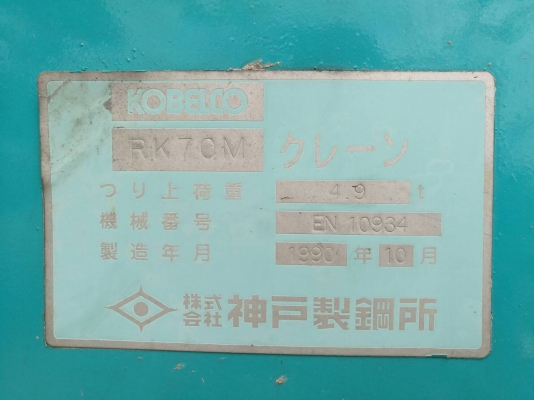 KOBELCO
RK70M クレーン
つり上荷重 4.9 t
機械番号 EN 10934
製造年月 1990 年 10 月
株式会社 神戸製鋼所